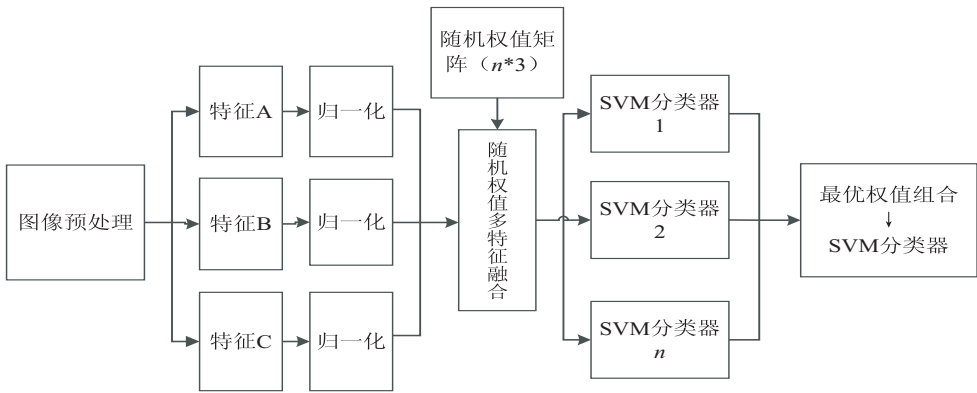 随机权值矩
阵（n*3）
特征A
归一化
SVM分类器
1
图像预处理
特征B
归一化
随机权值多特征融合
SVM分类器
2
最优权值组合
↓
SVM分类器
特征C
归一化
SVM分类器
n